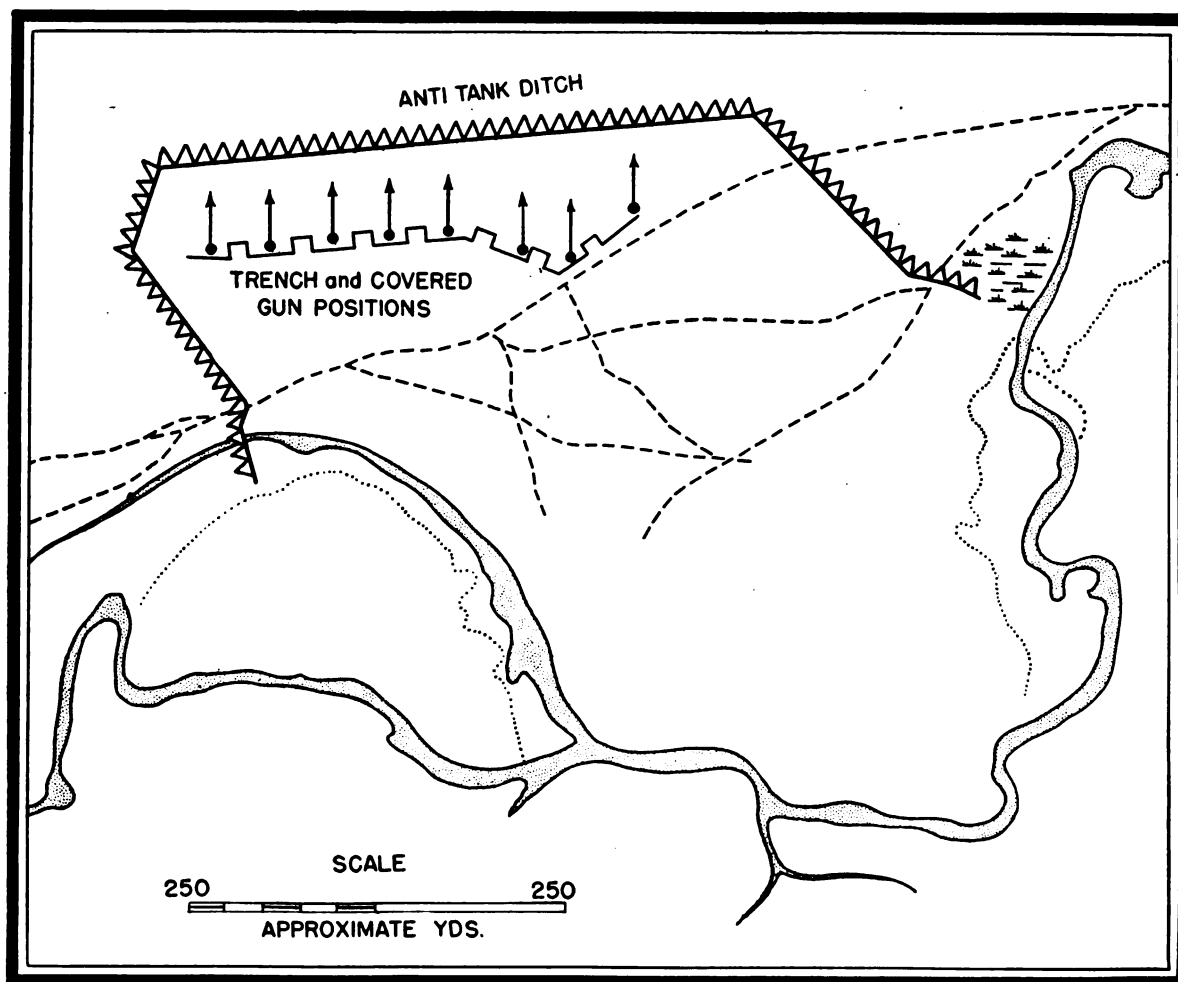 ANTI TANK DITCH
TRENCH and COVERED
GUN POSITIONS
SCALE
250 250
APPROXIMATE YDS.